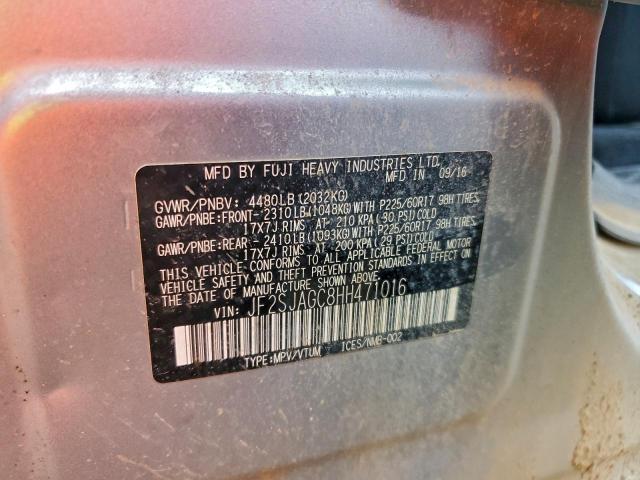 MFD BY FUJI HEAVY INDUSTRIES LTD.
MFD IN 09/16
GVWR/PNBV: 4480LB(2032KG)
GAWR/PNBE:FRONT- 2310LB(1048KG)WITH P225/60R17 98H TIRES,
17X7J RIMS AT 210 KPA(30 PSI)COLD
GAWR/PNBE:REAR - 2410LB(1093KG)WITH P225/60R17 98H TIRES,
17X7J RIMS AT 200 KPA(29 PSI)COLD
THIS VEHICLE CONFORMS TO ALL APPLICABLE FEDERAL MOTOR
VEHICLE SAFETY AND THEFT PREVENTION STANDARDS IN EFFECT ON
THE DATE OF MANUFACTURE SHOWN ABOVE.
VIN: JF2SJAGC8HH471016
TYPE:MPV/VTUM ICES/NMB-002